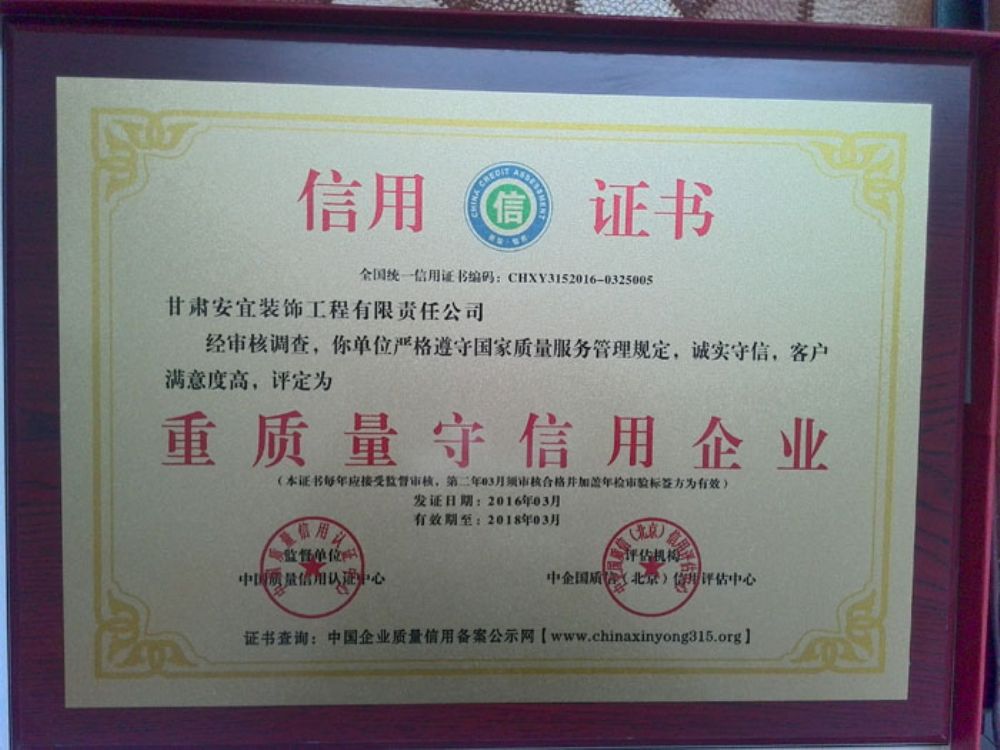 信用 证书
CHINA CREDIT ASSESSMENT
信
全国统一信用证书编码：CHXY3152016-0325005
甘肃安宜装饰工程有限责任公司
经审核调查，你单位严格遵守国家质量服务管理规定，诚实守信，客户
满意度高，评定为
重质量守信用企业
（本证书每年应接受监督审核，第二年03月须审核合格并加盖年检审验标签方为有效）
发证日期：2016年03月
有效期至：2018年03月
监督单位 评估机构
中国质量信用认证中心 中企国质信（北京）信用评估中心
证书查询：中国企业质量信用备案公示网【www.chinaxinyong315.org】